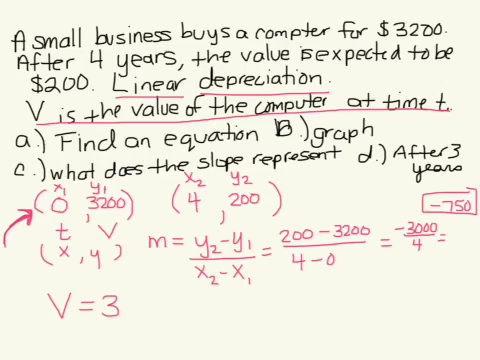 A small business buys a compter for $3200.
After 4 years, the value is expected to be
$200. Linear depreciation.
V is the value of the computer at time t.
a.) Find an equation b.) graph
c.) what does the slope represent d.) After 3 years
x₁ y₁ x₂ y₂
(0, 3200) (4, 200) -750
t V m = y₂-y₁ / x₂-x₁ = 200-3200 / 4-0 = -3000/4 =
(x, y)
V = 3